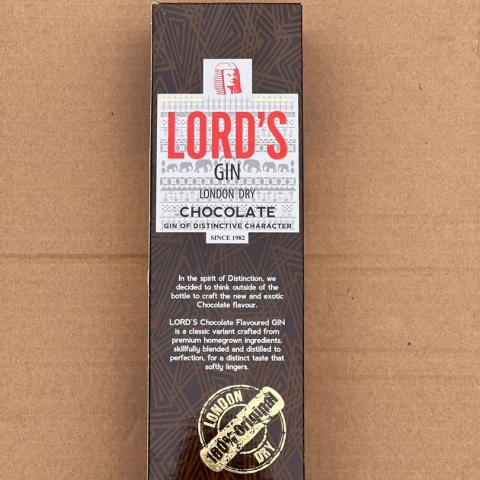 LORD'S
GIN
LONDON DRY
CHOCOLATE
GIN OF DISTINCTIVE CHARACTER
SINCE 1982
In the spirit of Distinction, we
decided to think outside of the
bottle to craft the new and exotic
Chocolate flavour.
LORD'S Chocolate Flavoured GIN
is a classic variant crafted from
premium homegrown ingredients,
skillfully blended and distilled to
perfection, for a distinct taste that
softly lingers.
LONDON
100% Original
DRY